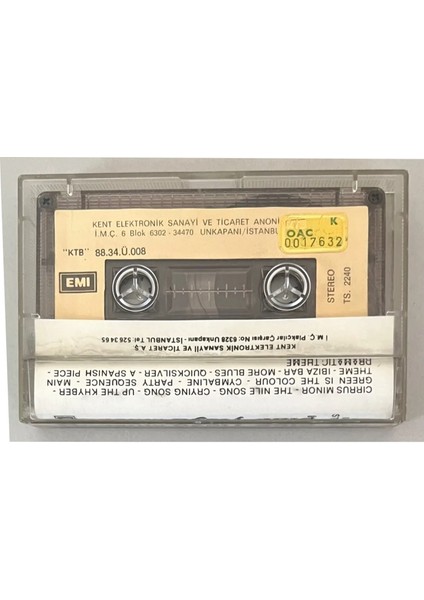 KENT ELEKTRONİK SANAYİ VE TİCARET ANONİ
İ.M.Ç. 6 Blok 6302 - 34470 UNKAPANI/İSTANBUL
K
OAC
0017632
"KTB" 88.34.Ü.008
EMI
STEREO
TS. 2240
KENT ELEKTRONİK SANAYİİ VE TİCARET A.Ş
İ.M.Ç. Plakçılar Çarşısı No: 6328 Unkapanı - İSTANBUL Tel: 526 34 65
CIRRUS MINOR - THE NILE SONG - CRYING SONG - UP THE KHYBER -
GREEN IS THE COLOUR - CYMBALINE - PARTY SEQUENCE - MAIN
THEME - IBIZA BAR - MORE BLUES - QUICKSILVER - A SPANISH PIECE -
DRAMATIC THEME